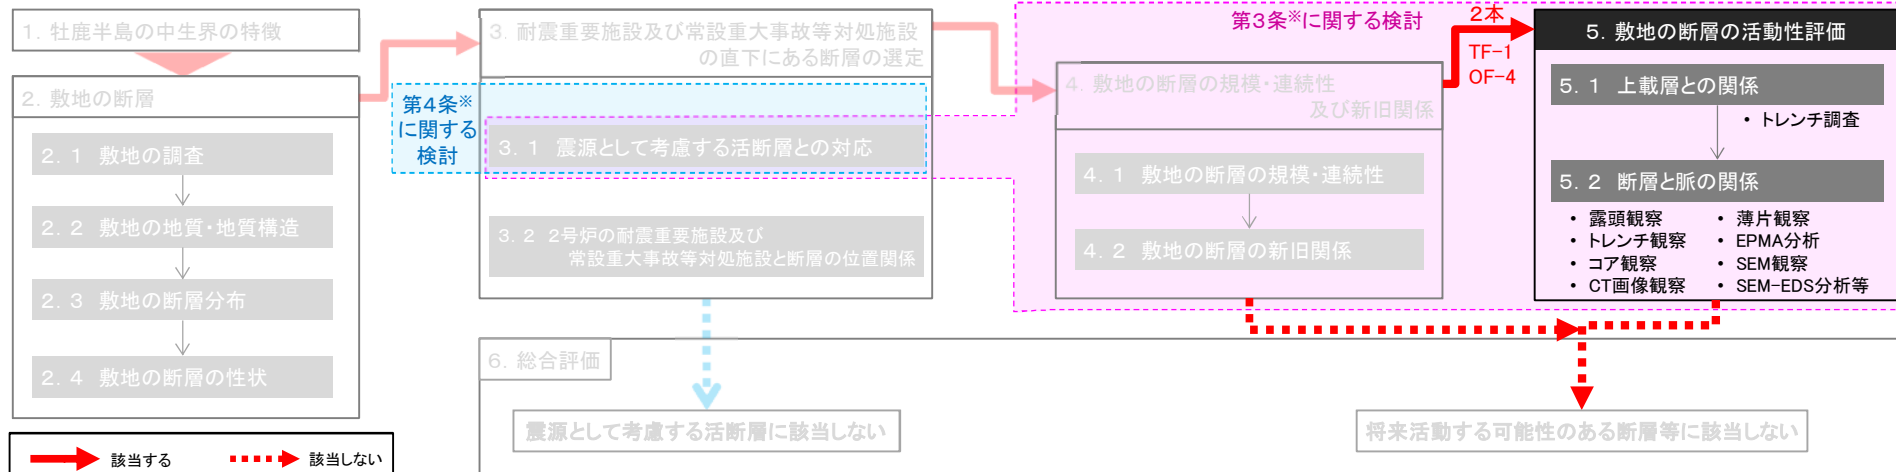 1. 牡鹿半島の中生界の特徴
2. 敷地の断層
2. 1 敷地の調査
2. 2 敷地の地質・地質構造
2. 3 敷地の断層分布
2. 4 敷地の断層の性状
3. 耐震重要施設及び常設重大事故等対処施設
の直下にある断層の選定
第4条※
に関する
検討
3. 1 震源として考慮する活断層との対応
3. 2 2号炉の耐震重要施設及び
常設重大事故等対処施設と断層の位置関係
第3条※に関する検討
4. 敷地の断層の規模・連続性
及び新旧関係
4. 1 敷地の断層の規模・連続性
4. 2 敷地の断層の新旧関係
2本
TF-1
OF-4
5. 敷地の断層の活動性評価
5. 1 上載層との関係
• トレンチ調査
5. 2 断層と脈の関係
• 露頭観察
• トレンチ観察
• コア観察
• CT画像観察
• 薄片観察
• EPMA分析
• SEM観察
• SEM-EDS分析等
6. 総合評価
震源として考慮する活断層に該当しない
将来活動する可能性のある断層等に該当しない
該当する
該当しない